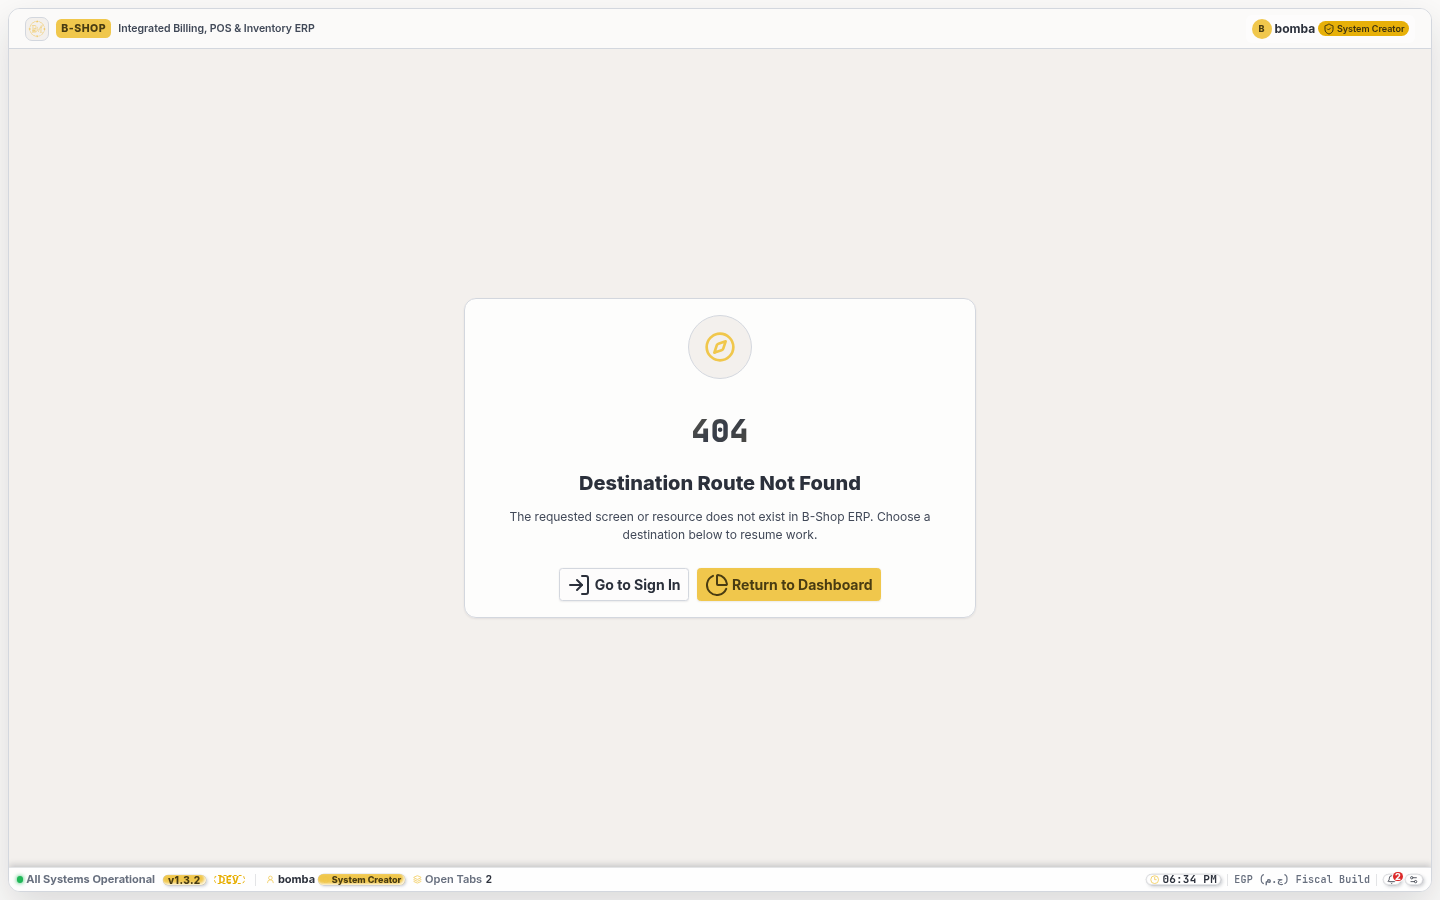 B-SHOP Integrated Billing, POS & Inventory ERP
B bomba System Creator
404
Destination Route Not Found
The requested screen or resource does not exist in B-Shop ERP. Choose a
destination below to resume work.
Go to Sign In
Return to Dashboard
All Systems Operational v1.3.2 DEV bomba System Creator Open Tabs 2
06:34 PM EGP (ج.م) Fiscal Build 2